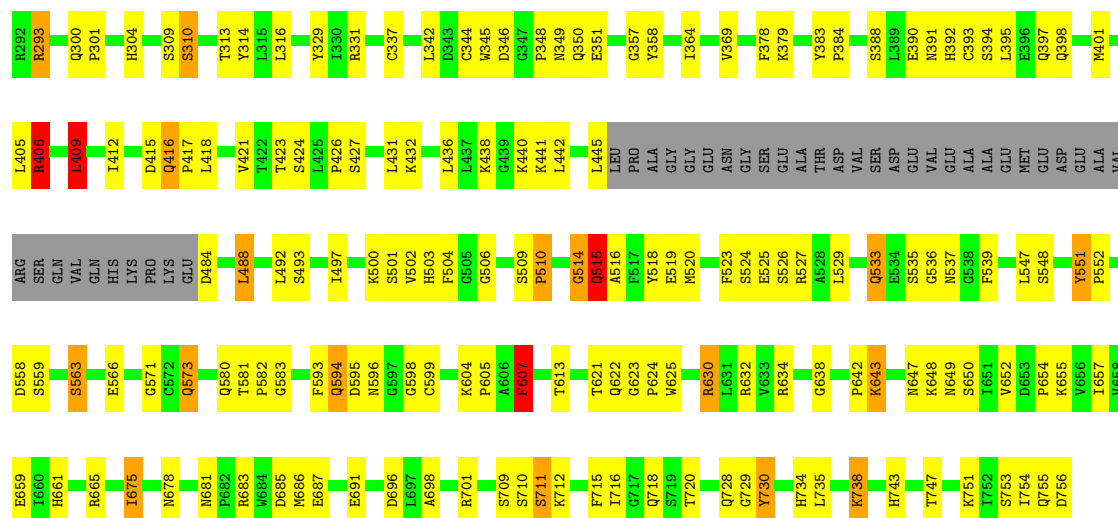 R292 R293 Q300 P301 H304 S309 S310 T313 Y314 L315 L316 Y329 I330 R331 C337 L342 D343 C344 W345 D346 G347 P348 N349 Q350 E351 G357 Y358 I364 V369 F378 K379 Y383 P384 S388 L389 E390 N391 H392 C393 S394 L395 E396 Q397 Q398 M401
L405 R406 L409 I412 D415 Q416 P417 L418 V421 T422 T423 S424 L425 P426 S427 L431 K432 L436 L437 K438 G439 K440 K441 L442 L445 LEU PRO ALA GLY GLY GLU ASN GLY SER GLU ALA THR ASP VAL SER ASP GLU VAL GLU ALA ALA GLU MET GLU ASP GLU ALA VAL
ARG SER GLN VAL GLN HIS LYS PRO LYS GLU D484 L488 L492 S493 I497 K500 S501 V502 H503 F504 G505 G506 S509 P510 G514 Q515 A516 F517 Y518 E519 M520 F523 S524 E525 S526 R527 A528 L529 Q533 E534 S535 G536 N537 G538 F539 L547 S548 Y551 P552
D558 S559 S563 E566 G571 C572 Q573 Q580 T581 P582 G583 F593 Q594 D595 N596 G597 G598 C599 K604 P605 A606 F607 T613 T621 Q622 G623 P624 W625 R630 L631 R632 V633 R634 G638 P642 K643 N647 K648 N649 S650 I651 V652 D653 P654 K655 V656 I657 V658
E659 I660 H661 R665 I675 N678 N681 P682 R683 W684 D685 M686 E687 E691 D696 L697 A698 R701 S709 S710 S711 K712 F715 I716 G717 Q718 S719 T720 Q728 G729 Y730 H734 L735 K738 H743 T747 K751 I752 S753 I754 Q755 D756